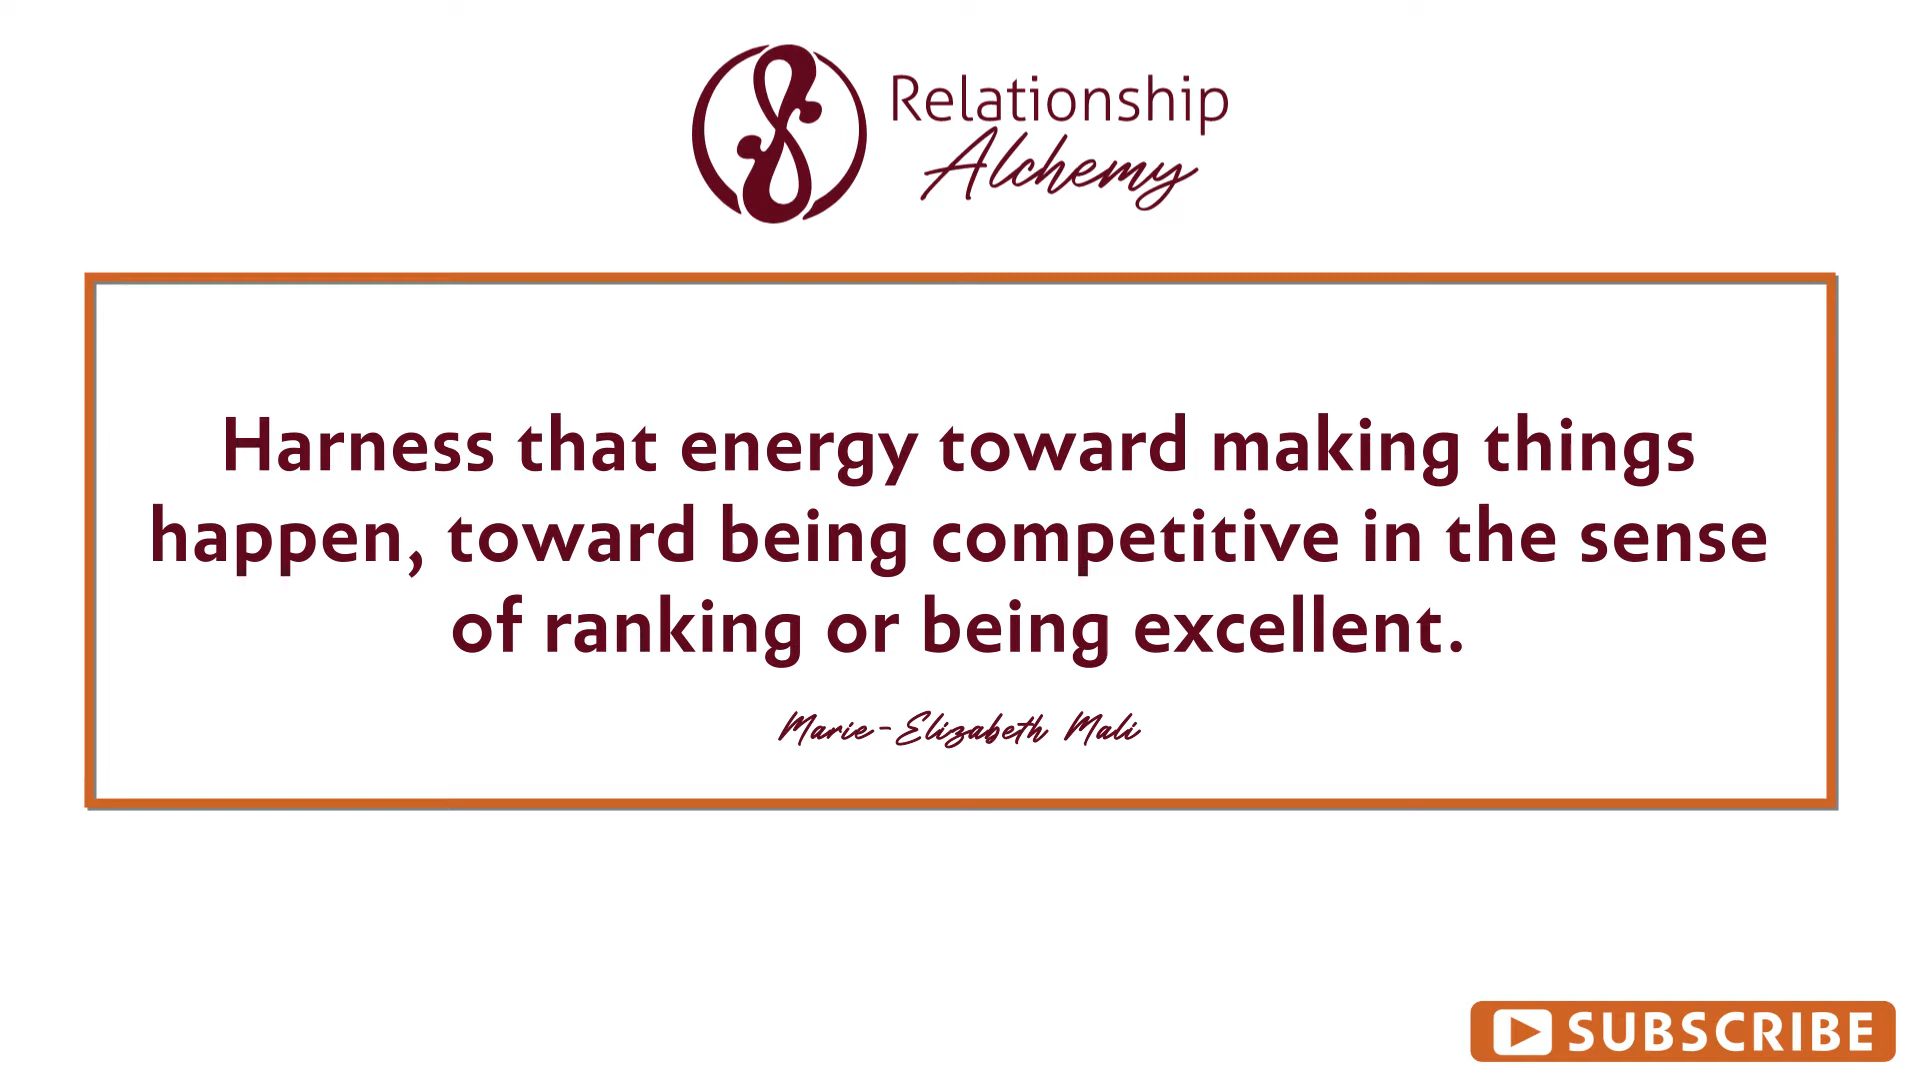 Relationship
Alchemy
Harness that energy toward making things
happen, toward being competitive in the sense
of ranking or being excellent.
Marie-Elizabeth Mali
SUBSCRIBE